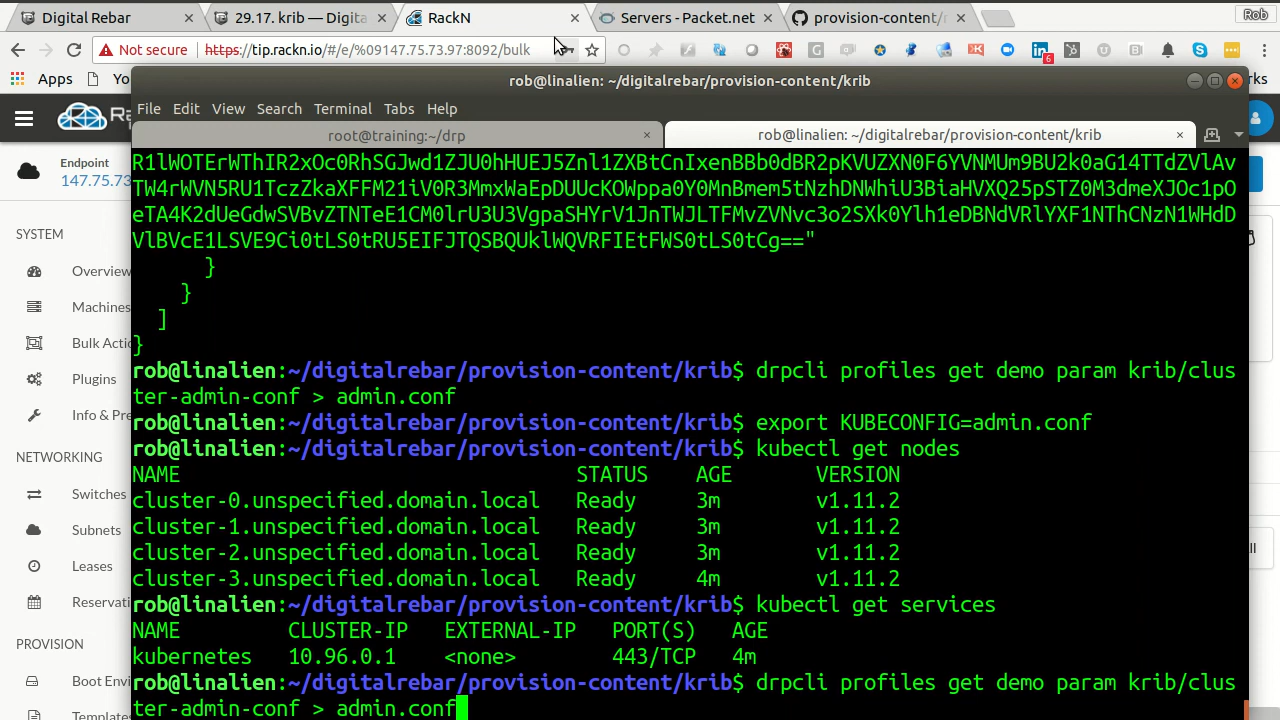 Digital Rebar
29.17. krib — Digita
RackN
Servers - Packet.net
provision-content/
Rob
Not secure
https://tip.rackn.io/#/e/%09147.75.73.97:8092/bulk
6
Apps
Yo
rks
rob@linalien: ~/digitalrebar/provision-content/krib
File Edit View Search Terminal Tabs Help
root@training:~/drp
rob@linalien: ~/digitalrebar/provision-content/krib
Endpoint
147.75.73
SYSTEM
Overview
Machines
Bulk Actio
Plugins
Info & Pre
NETWORKING
Switches
Subnets
Leases
Reservati
PROVISION
Boot Envi
Templates
R1lWOTErWThIR2xOc0RhSGJwd1ZJU0hHUEJ5Znl1ZXBtCnIxenBBb0dBR2pKVUZXN0F6YVNMUm9BU2k0aG14TTdZVlAv
TW4rWVN5RU1TczZkaXFFM21iV0R3MmxWaEpDUUcKOWppa0Y0MnBmem5tNzhDNWhiU3BiaHVXQ25pSTZ0M3dmeXJOc1pO
eTA4K2dUeGdwSVBvZTNTeE1CM0lrU3U3VgpaSHYrV1JnTWJLTFMvZVNvc3o2SXk0Ylh1eDBNdVRlYXF1NThCNzN1WHdD
VlBVcE1LSVE9Ci0tLS0tRU5EIFJTQSBQUklWQVRFIEtFWS0tLS0tCg=="
}
}
]
}
rob@linalien:~/digitalrebar/provision-content/krib$ drpcli profiles get demo param krib/clus
ter-admin-conf > admin.conf
rob@linalien:~/digitalrebar/provision-content/krib$ export KUBECONFIG=admin.conf
rob@linalien:~/digitalrebar/provision-content/krib$ kubectl get nodes
NAME STATUS AGE VERSION
cluster-0.unspecified.domain.local Ready 3m v1.11.2
cluster-1.unspecified.domain.local Ready 3m v1.11.2
cluster-2.unspecified.domain.local Ready 3m v1.11.2
cluster-3.unspecified.domain.local Ready 4m v1.11.2
rob@linalien:~/digitalrebar/provision-content/krib$ kubectl get services
NAME CLUSTER-IP EXTERNAL-IP PORT(S) AGE
kubernetes 10.96.0.1 <none> 443/TCP 4m
rob@linalien:~/digitalrebar/provision-content/krib$ drpcli profiles get demo param krib/clus
ter-admin-conf > admin.conf